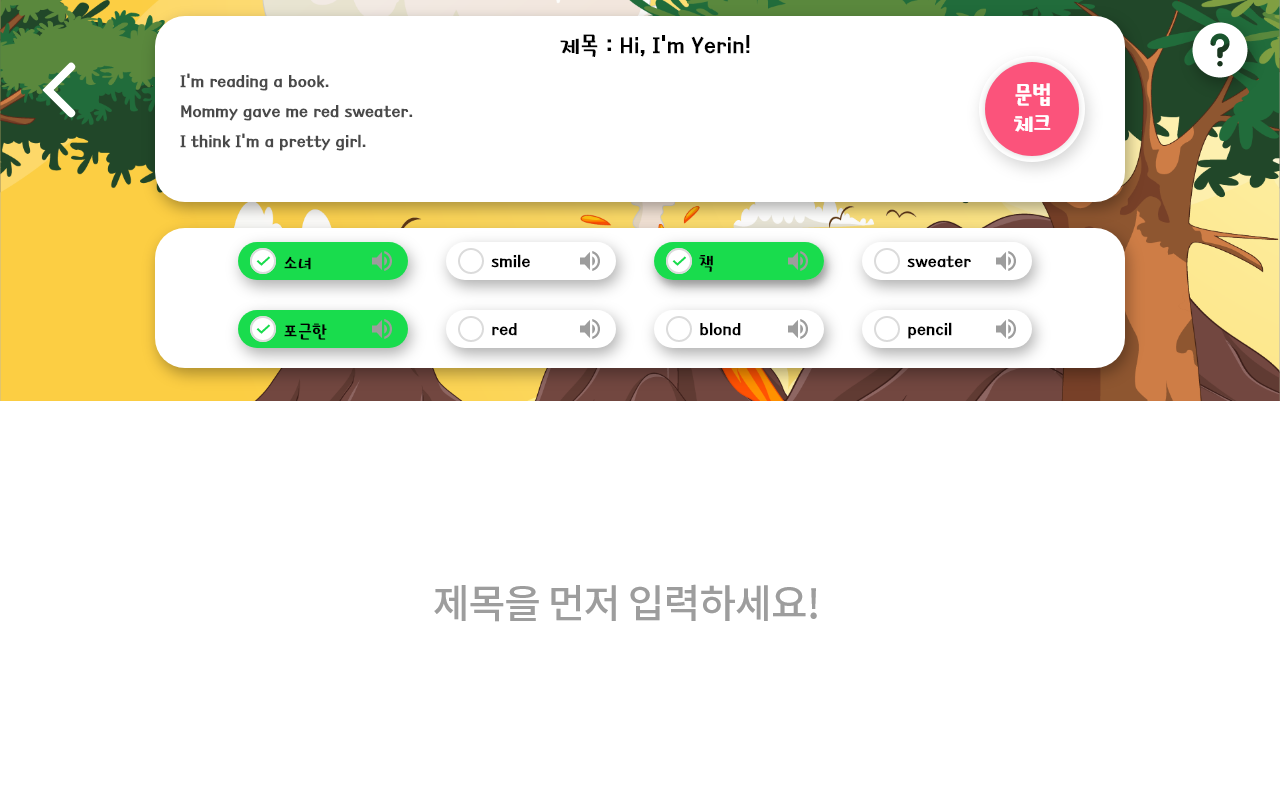 제목 : Hi, I'm Yerin!
I'm reading a book.
Mommy gave me red sweater.
I think I'm a pretty girl.
문법
체크
?
소녀 smile 책 sweater
포근한 red blond pencil
제목을 먼저 입력하세요!